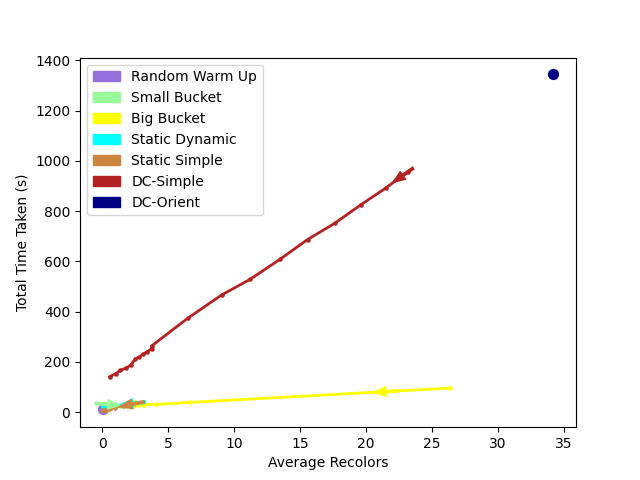 1400
1200
1000
800
600
400
200
0
Total Time Taken (s)
Random Warm Up
Small Bucket
Big Bucket
Static Dynamic
Static Simple
DC-Simple
DC-Orient
0 5 10 15 20 25 30 35
Average Recolors